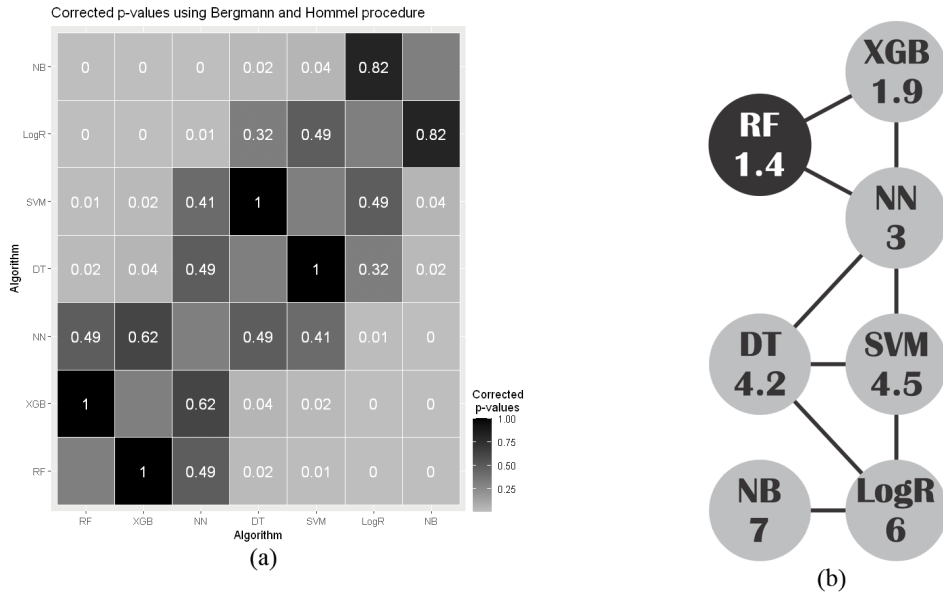 Corrected p-values using Bergmann and Hommel procedure
NB 0 0 0 0.02 0.04 0.82
LogR 0 0 0.01 0.32 0.49 0.82
SVM 0.01 0.02 0.41 1 0.49 0.04
DT 0.02 0.04 0.49 1 0.32 0.02
NN 0.49 0.62 0.49 0.41 0.01 0
XGB 1 0.62 0.04 0.02 0 0
RF 1 0.49 0.02 0.01 0 0
RF XGB NN DT SVM LogR NB
Algorithm
Algorithm
Corrected
p-values
1.00
0.75
0.50
0.25
(a)
XGB
1.9
RF
1.4
NN
3
DT
4.2
SVM
4.5
NB
7
LogR
6
(b)